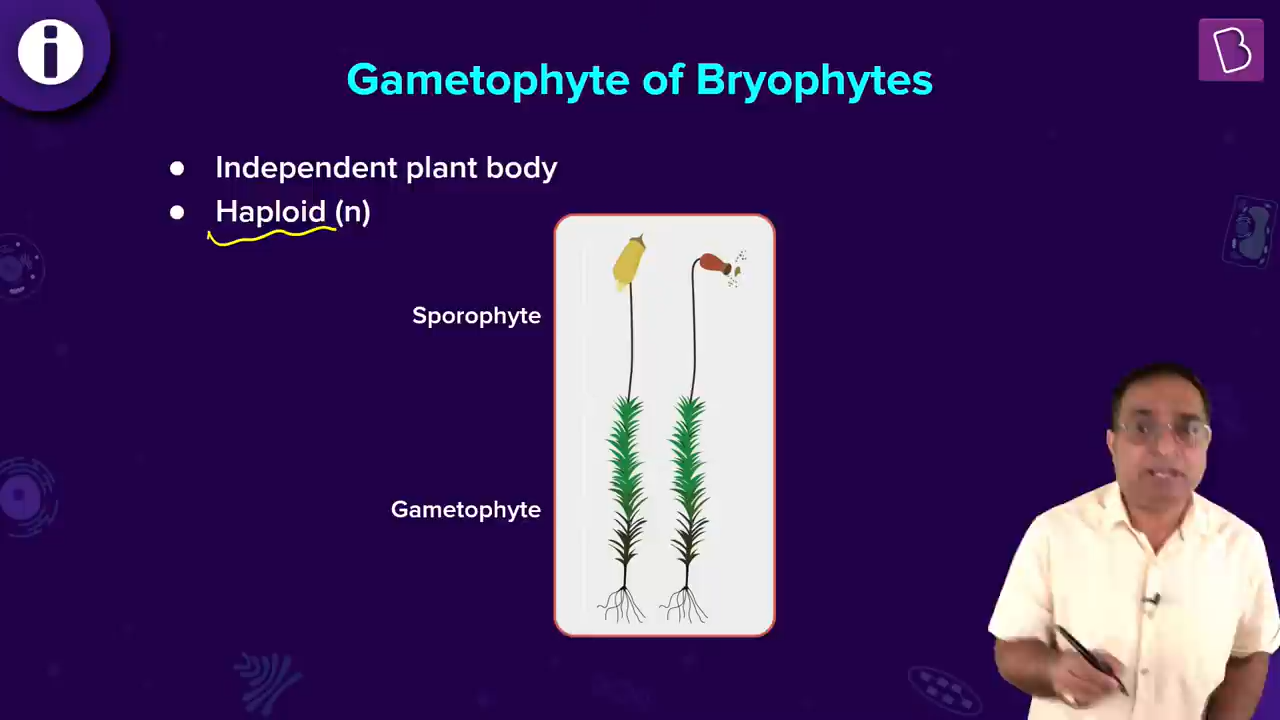 Gametophyte of Bryophytes
● Independent plant body
● Haploid (n)
Sporophyte
Gametophyte